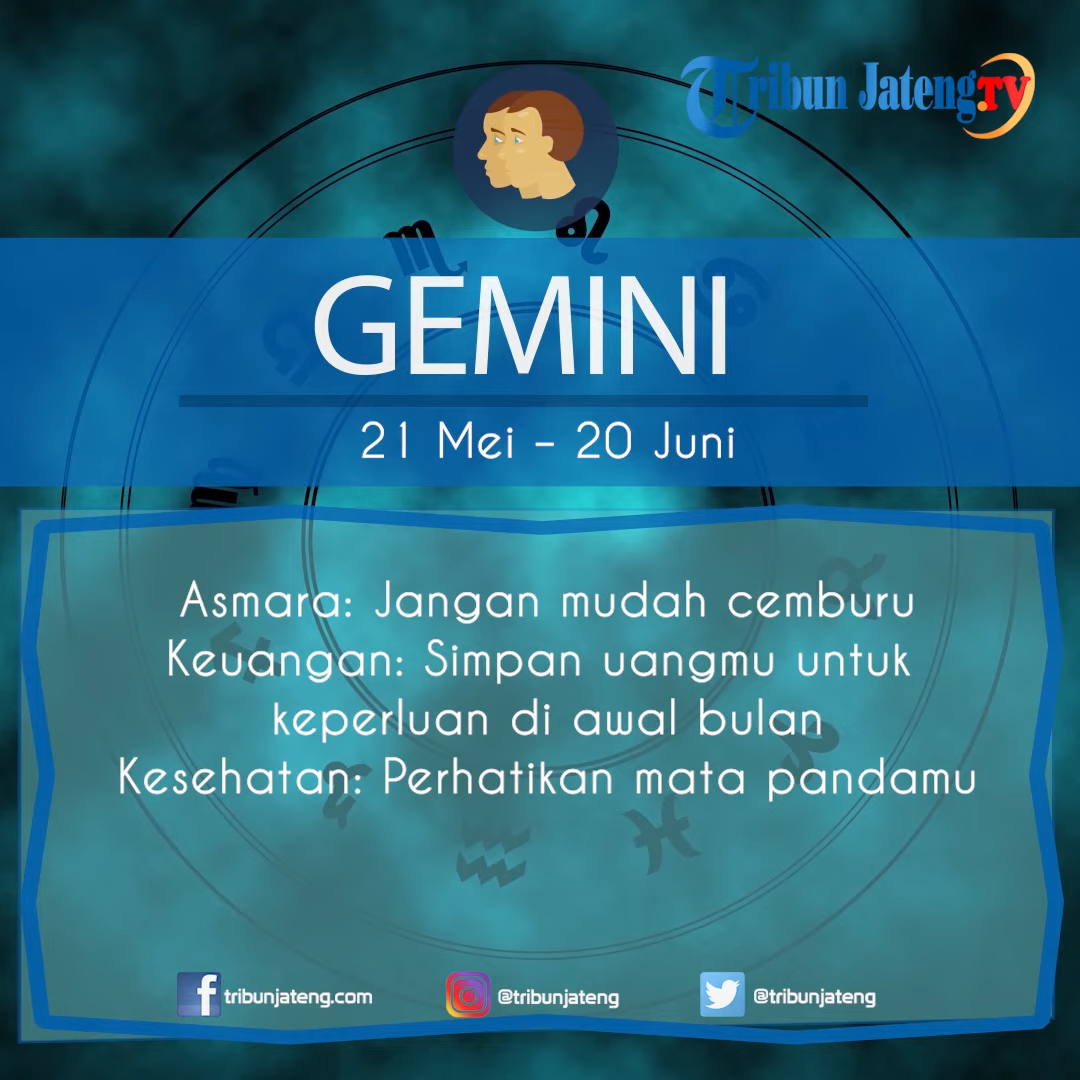 Tribun Jateng.TV
GEMINI
21 Mei - 20 Juni
Asmara: Jangan mudah cemburu
Keuangan: Simpan uangmu untuk
keperluan di awal bulan
Kesehatan: Perhatikan mata pandamu
tribunjateng.com
@tribunjateng
@tribunjateng